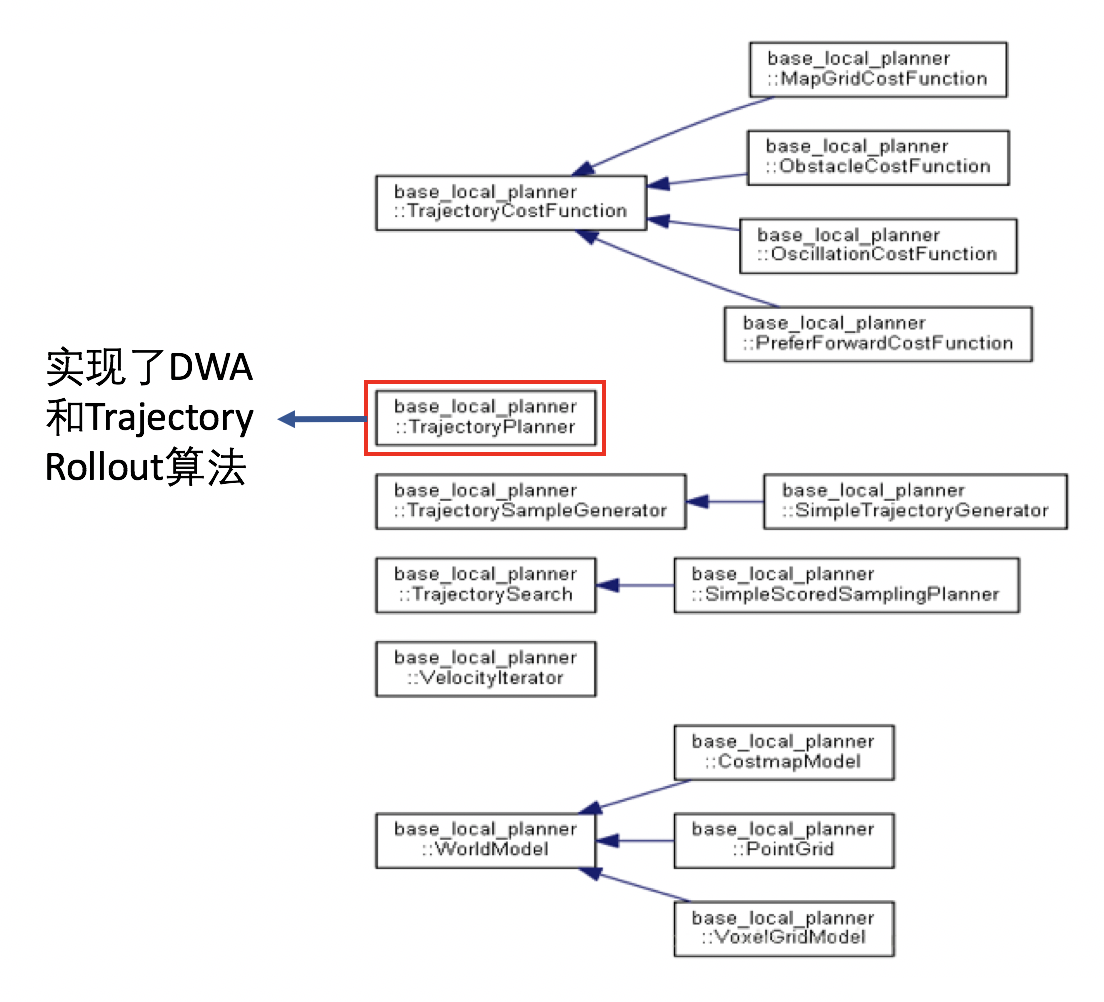 base_local_planner
::MapGridCostFunction
base_local_planner
::ObstacleCostFunction
base_local_planner
::TrajectoryCostFunction
base_local_planner
::OscillationCostFunction
base_local_planner
::PreferForwardCostFunction
实现了DWA
和Trajectory
Rollout算法
base_local_planner
::TrajectoryPlanner
base_local_planner
::TrajectorySampleGenerator
base_local_planner
::SimpleTrajectoryGenerator
base_local_planner
::TrajectorySearch
base_local_planner
::SimpleScoredSamplingPlanner
base_local_planner
::VelocityIterator
base_local_planner
::CostmapModel
base_local_planner
::WorldModel
base_local_planner
::PointGrid
base_local_planner
::VoxelGridModel